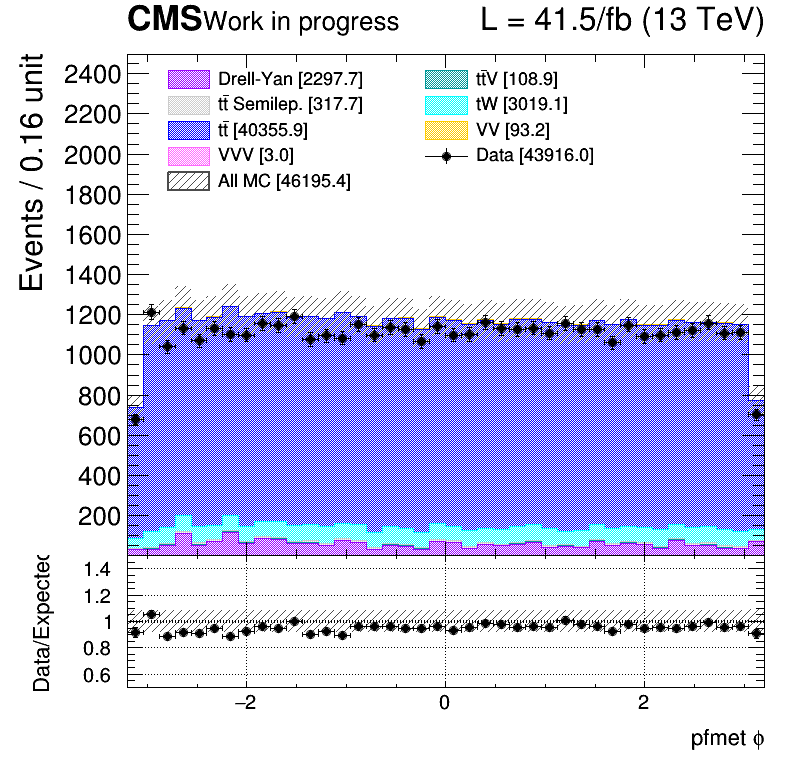 CMS Work in progress L = 41.5/fb (13 TeV)
Events / 0.16 unit
2400
2200
2000
1800
1600
1400
1200
1000
800
600
400
200
Drell-Yan [2297.7]
tt̄ Semilep. [317.7]
tt̄ [40355.9]
VVV [3.0]
All MC [46195.4]
tt̄V [108.9]
tW [3019.1]
VV [93.2]
Data [43916.0]
Data/Expected
1.4
1.2
1
0.8
0.6
−2 0 2
pfmet ϕ